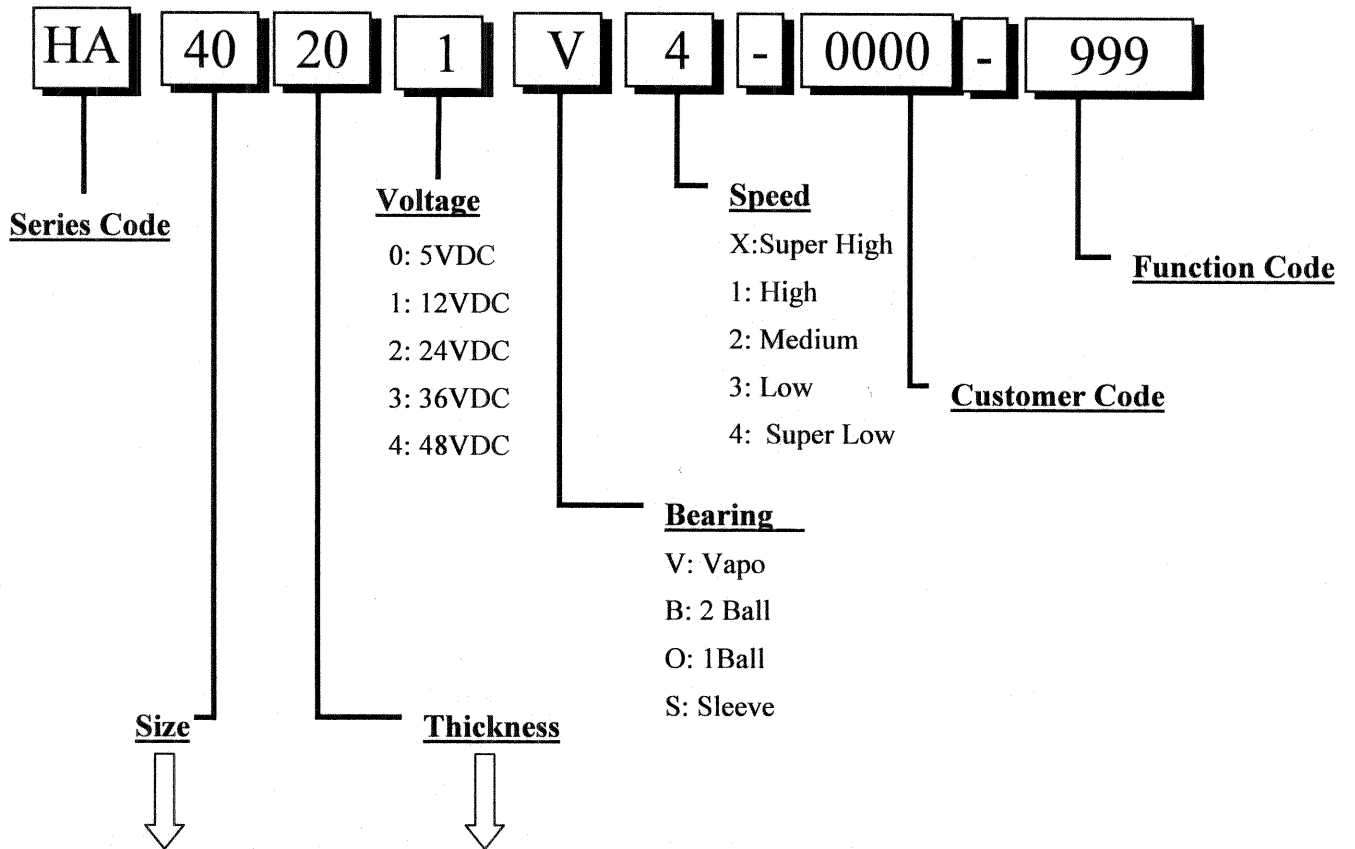 HA 40 20 1 V 4 - 0000 - 999
Series Code
Voltage
0: 5VDC
1: 12VDC
2: 24VDC
3: 36VDC
4: 48VDC
Speed
X:Super High
1: High
2: Medium
3: Low
4: Super Low
Function Code
Customer Code
Bearing
V: Vapo
B: 2 Ball
O: 1Ball
S: Sleeve
Size
Thickness